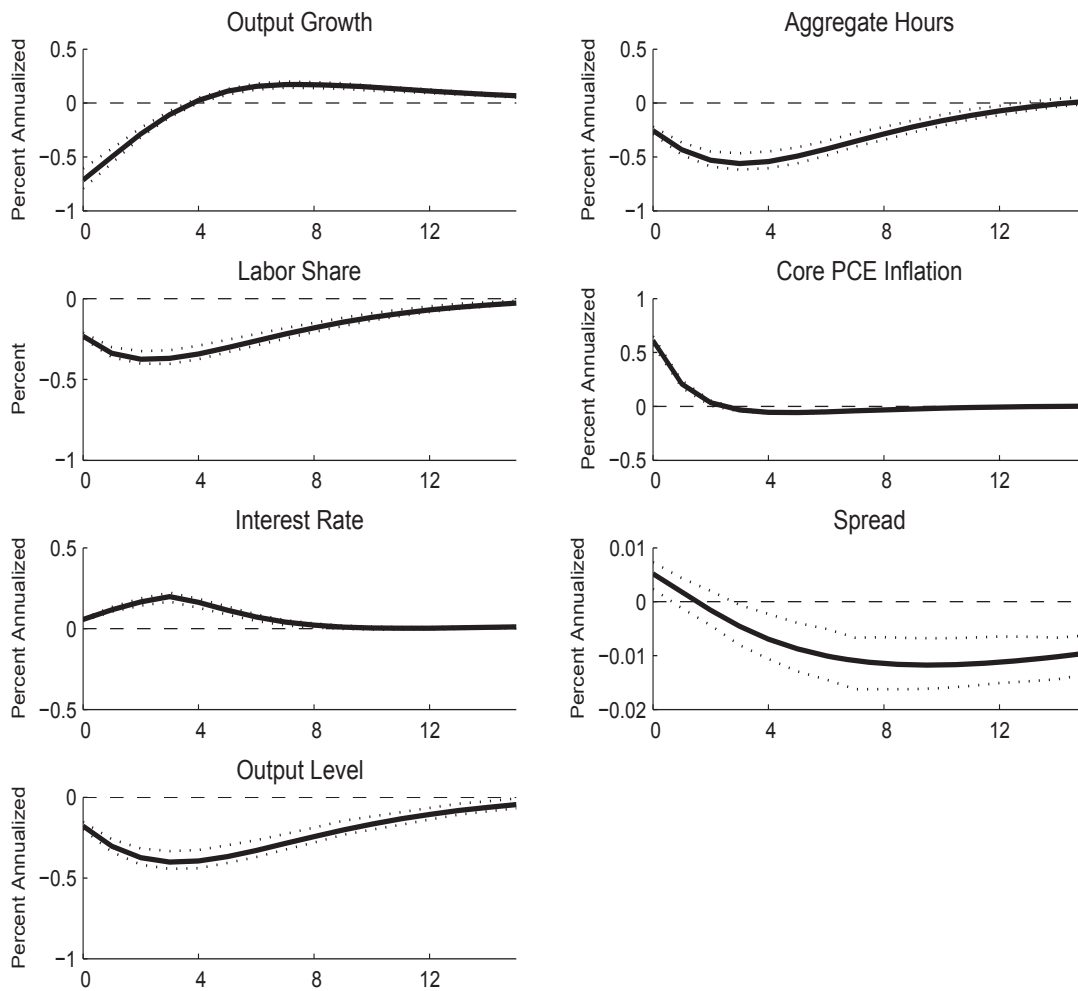 Output Growth
Percent Annualized
0.5
0
−0.5
−1
0 4 8 12
Aggregate Hours
Percent Annualized
0.5
0
−0.5
−1
0 4 8 12
Labor Share
Percent
0
−0.5
−1
0 4 8 12
Core PCE Inflation
Percent Annualized
1
0.5
0
−0.5
0 4 8 12
Interest Rate
Percent Annualized
0.5
0
−0.5
0 4 8 12
Spread
Percent Annualized
0.01
0
−0.01
−0.02
0 4 8 12
Output Level
Percent Annualized
0
−0.5
−1
0 4 8 12